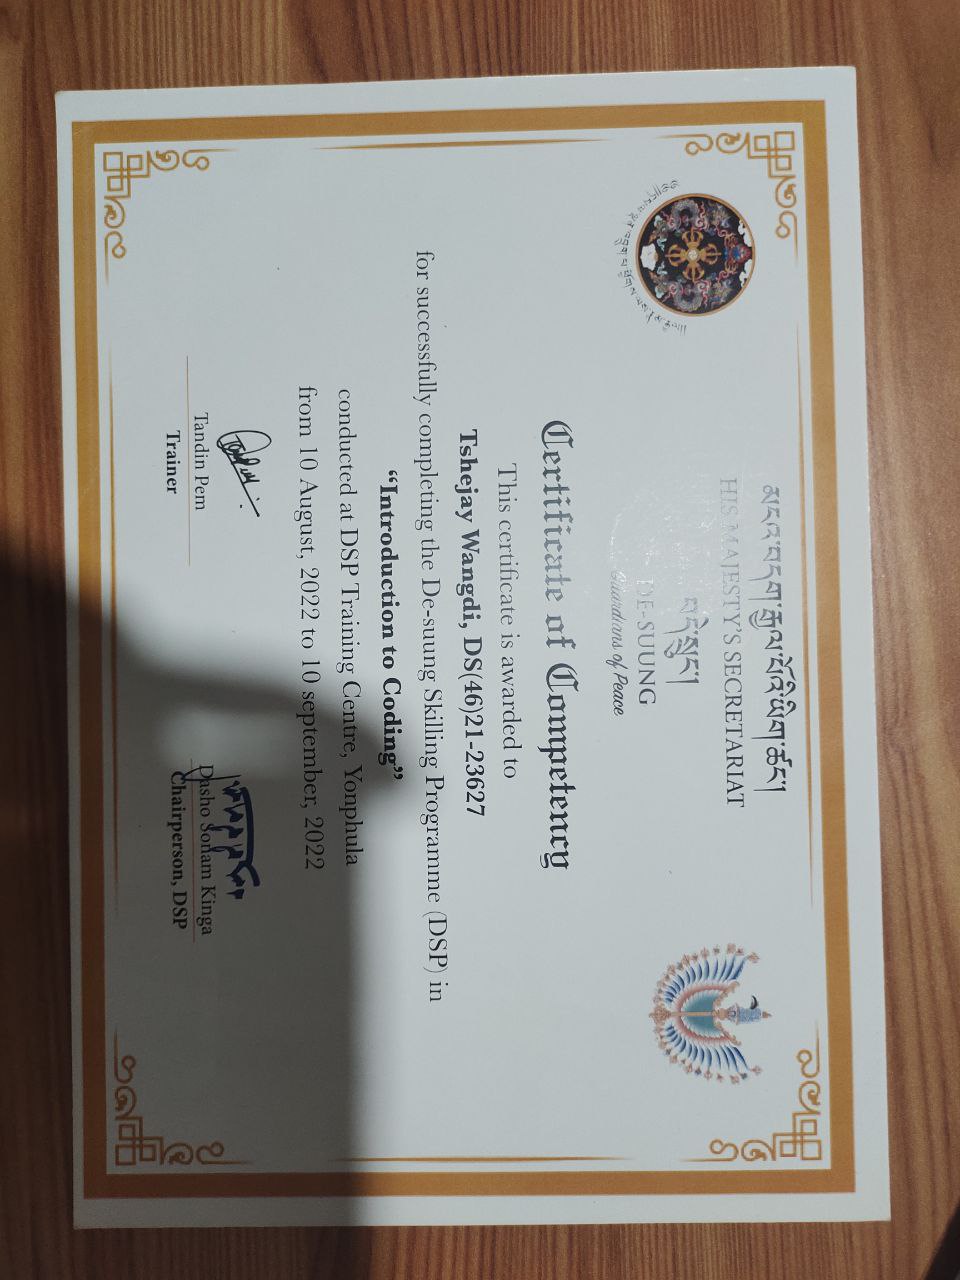 མངའ་བདག་རྒྱལ་པོའི་ཡིག་ཚང་།
HIS MAJESTY'S SECRETARIAT
བདེ་སྲུང་།
DE-SUUNG
Guardians of Peace
Certificate of Competency
This certificate is awarded to
Tshejay Wangdi, DS(46)21-23627
for successfully completing the De-suung Skilling Programme (DSP) in
“Introduction to Coding”
conducted at DSP Training Centre, Yonphula
from 10 August, 2022 to 10 september, 2022
Tandin Pem
Trainer
Dasho Sonam Kinga
Chairperson, DSP